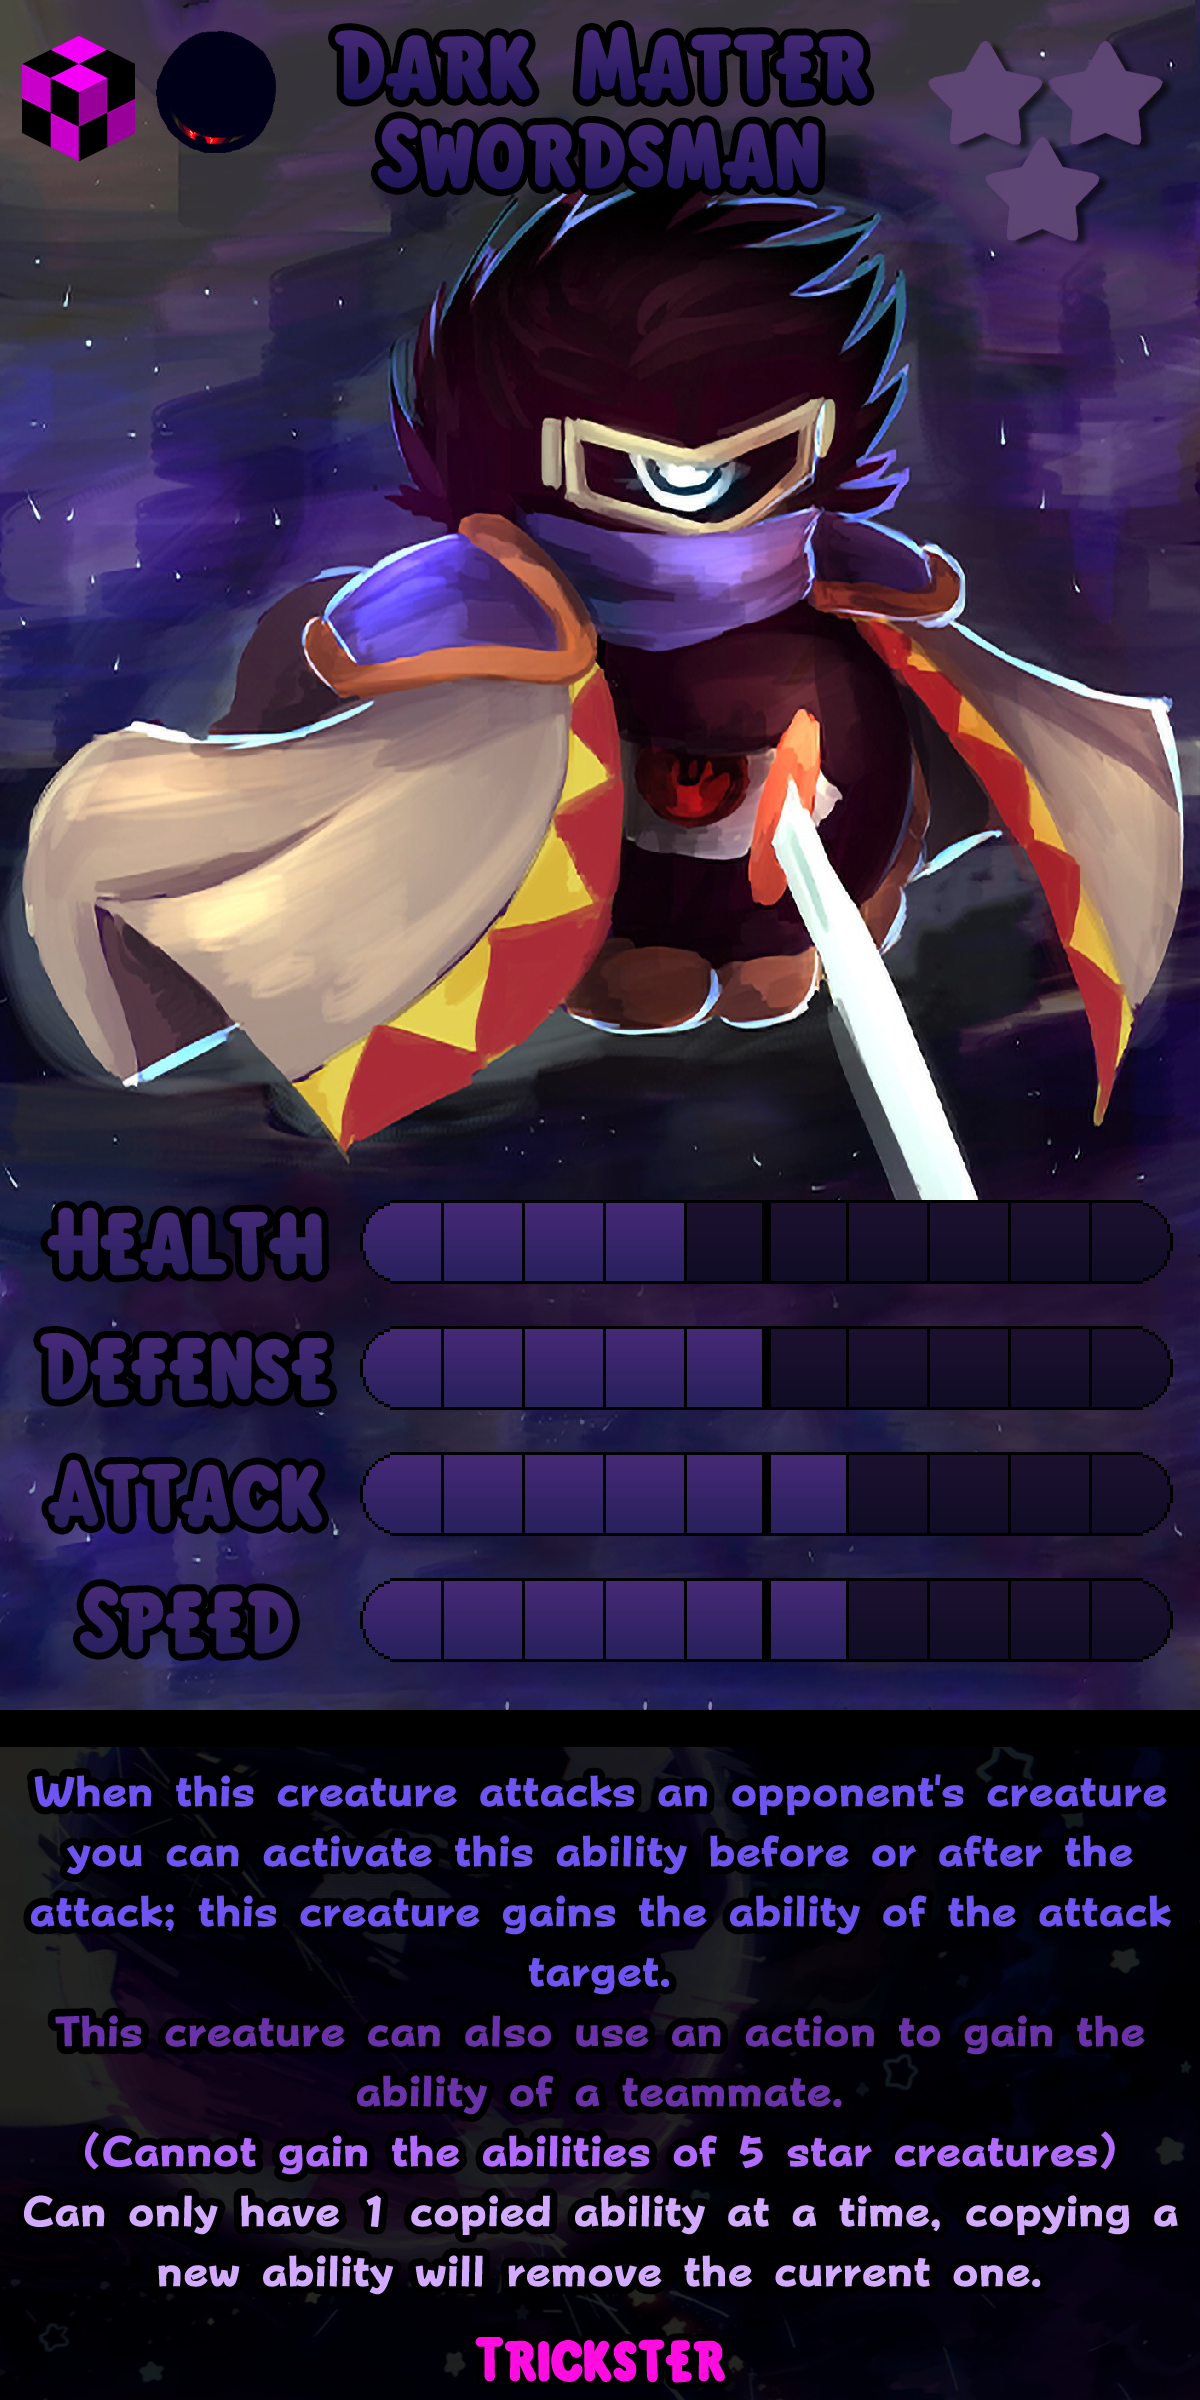 Dark Matter
Swordsman
Health
Defense
Attack
Speed
When this creature attacks an opponent's creature
you can activate this ability before or after the
attack; this creature gains the ability of the attack
target.
This creature can also use an action to gain the
ability of a teammate.
(Cannot gain the abilities of 5 star creatures)
Can only have 1 copied ability at a time, copying a
new ability will remove the current one.
Trickster